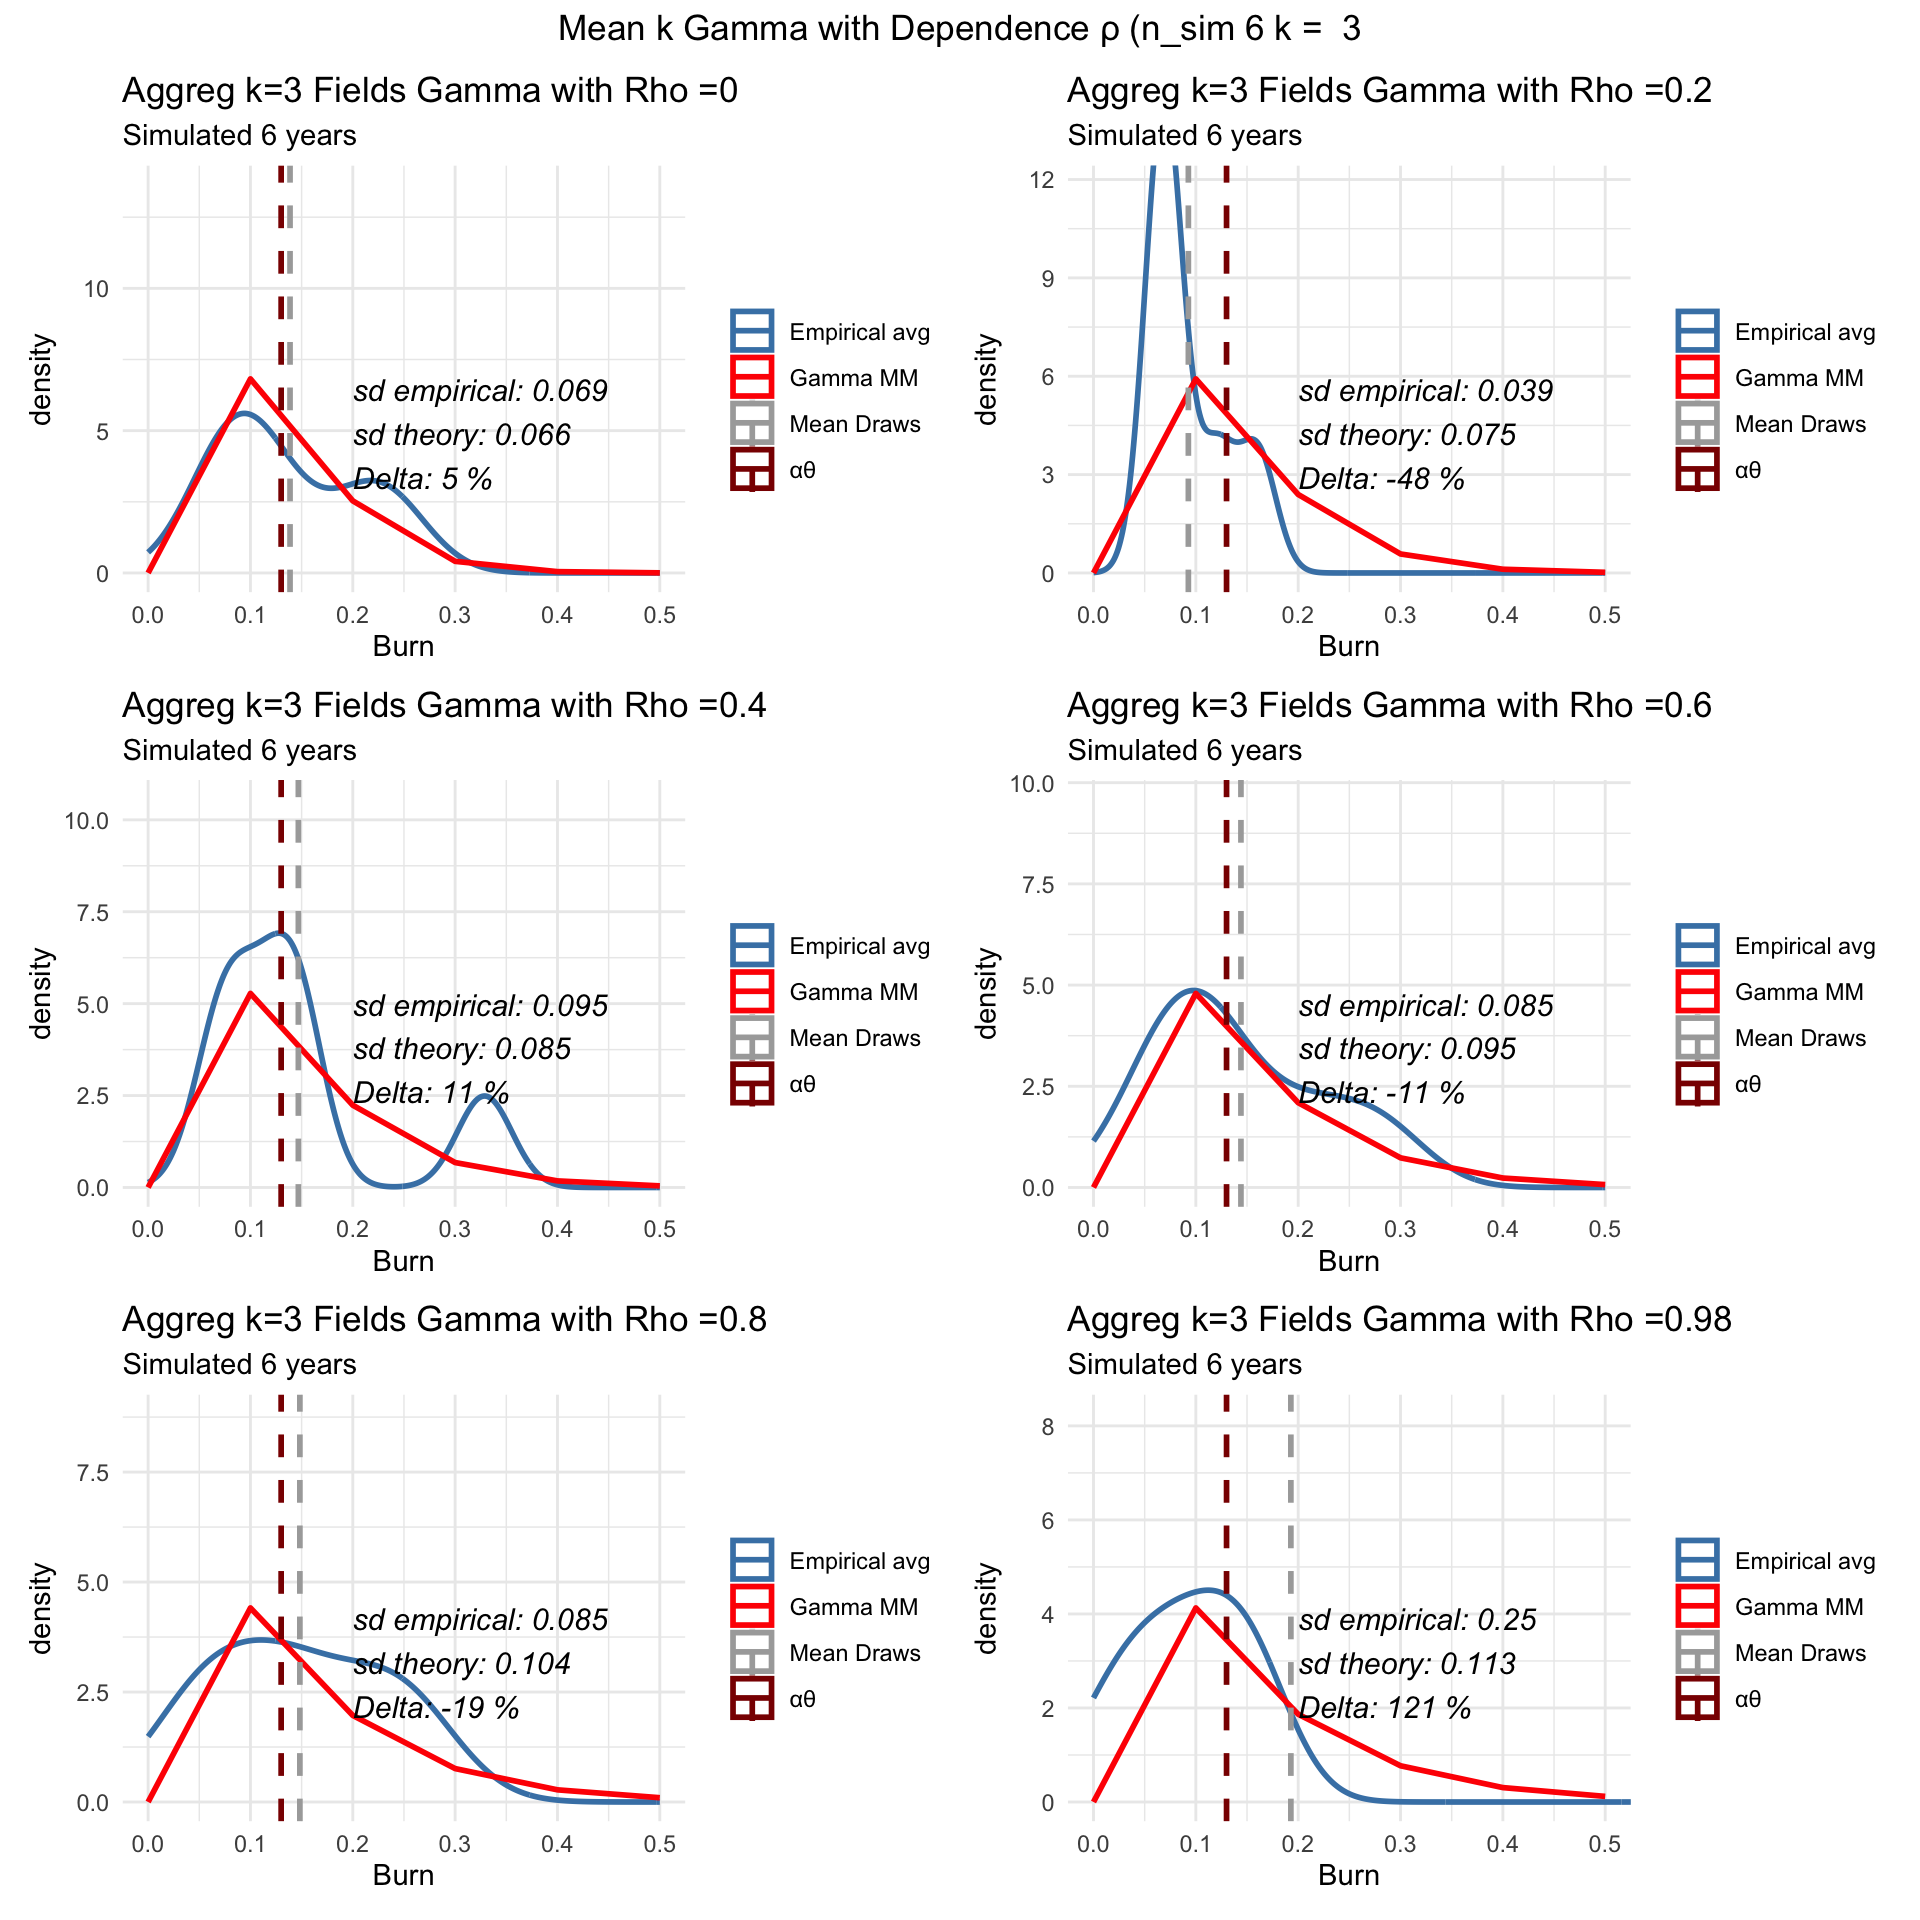 Mean k Gamma with Dependence ρ (n_sim 6 k =  3
Aggreg k=3 Fields Gamma with Rho =0
Simulated 6 years
10
5
0
density
sd empirical: 0.069
sd theory: 0.066
Delta: 5 %
0.0 0.1 0.2 0.3 0.4 0.5
Burn
Empirical avg
Gamma MM
Mean Draws
αθ
Aggreg k=3 Fields Gamma with Rho =0.2
Simulated 6 years
12
9
6
3
0
density
sd empirical: 0.039
sd theory: 0.075
Delta: -48 %
0.0 0.1 0.2 0.3 0.4 0.5
Burn
Empirical avg
Gamma MM
Mean Draws
αθ
Aggreg k=3 Fields Gamma with Rho =0.4
Simulated 6 years
10.0
7.5
5.0
2.5
0.0
density
sd empirical: 0.095
sd theory: 0.085
Delta: 11 %
0.0 0.1 0.2 0.3 0.4 0.5
Burn
Empirical avg
Gamma MM
Mean Draws
αθ
Aggreg k=3 Fields Gamma with Rho =0.6
Simulated 6 years
10.0
7.5
5.0
2.5
0.0
density
sd empirical: 0.085
sd theory: 0.095
Delta: -11 %
0.0 0.1 0.2 0.3 0.4 0.5
Burn
Empirical avg
Gamma MM
Mean Draws
αθ
Aggreg k=3 Fields Gamma with Rho =0.8
Simulated 6 years
7.5
5.0
2.5
0.0
density
sd empirical: 0.085
sd theory: 0.104
Delta: -19 %
0.0 0.1 0.2 0.3 0.4 0.5
Burn
Empirical avg
Gamma MM
Mean Draws
αθ
Aggreg k=3 Fields Gamma with Rho =0.98
Simulated 6 years
8
6
4
2
0
density
sd empirical: 0.25
sd theory: 0.113
Delta: 121 %
0.0 0.1 0.2 0.3 0.4 0.5
Burn
Empirical avg
Gamma MM
Mean Draws
αθ